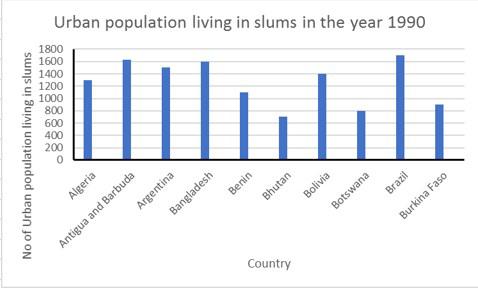 Urban population living in slums in the year 1990
No of Urban population living in slums
1800
1600
1400
1200
1000
800
600
400
200
0
Algeria
Antigua and Barbuda
Argentina
Bangladesh
Benin
Bhutan
Bolivia
Botswana
Brazil
Burkina Faso
Country